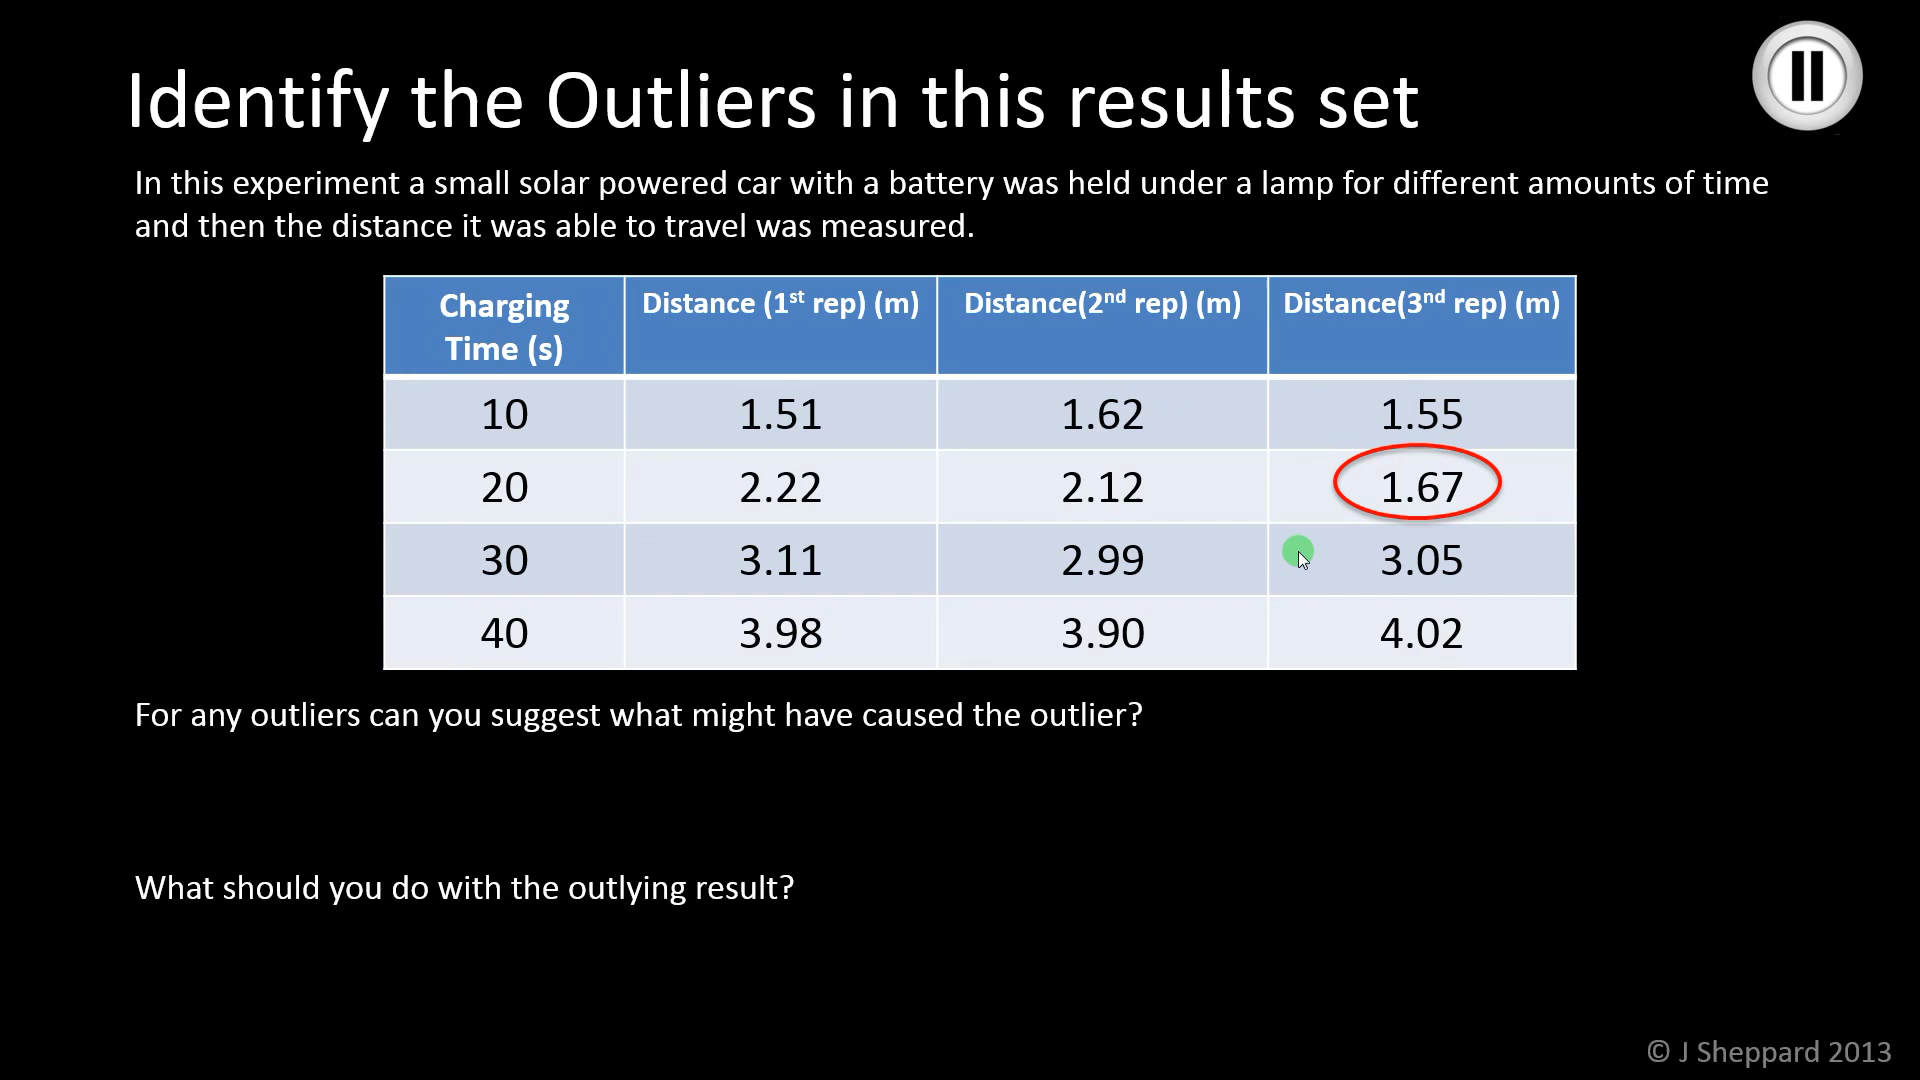 Identify the Outliers in this results set
In this experiment a small solar powered car with a battery was held under a lamp for different amounts of time
and then the distance it was able to travel was measured.
Charging Time (s) Distance (1st rep) (m) Distance(2nd rep) (m) Distance(3nd rep) (m)
10 1.51 1.62 1.55
20 2.22 2.12 1.67
30 3.11 2.99 3.05
40 3.98 3.90 4.02
For any outliers can you suggest what might have caused the outlier?
What should you do with the outlying result?
© J Sheppard 2013